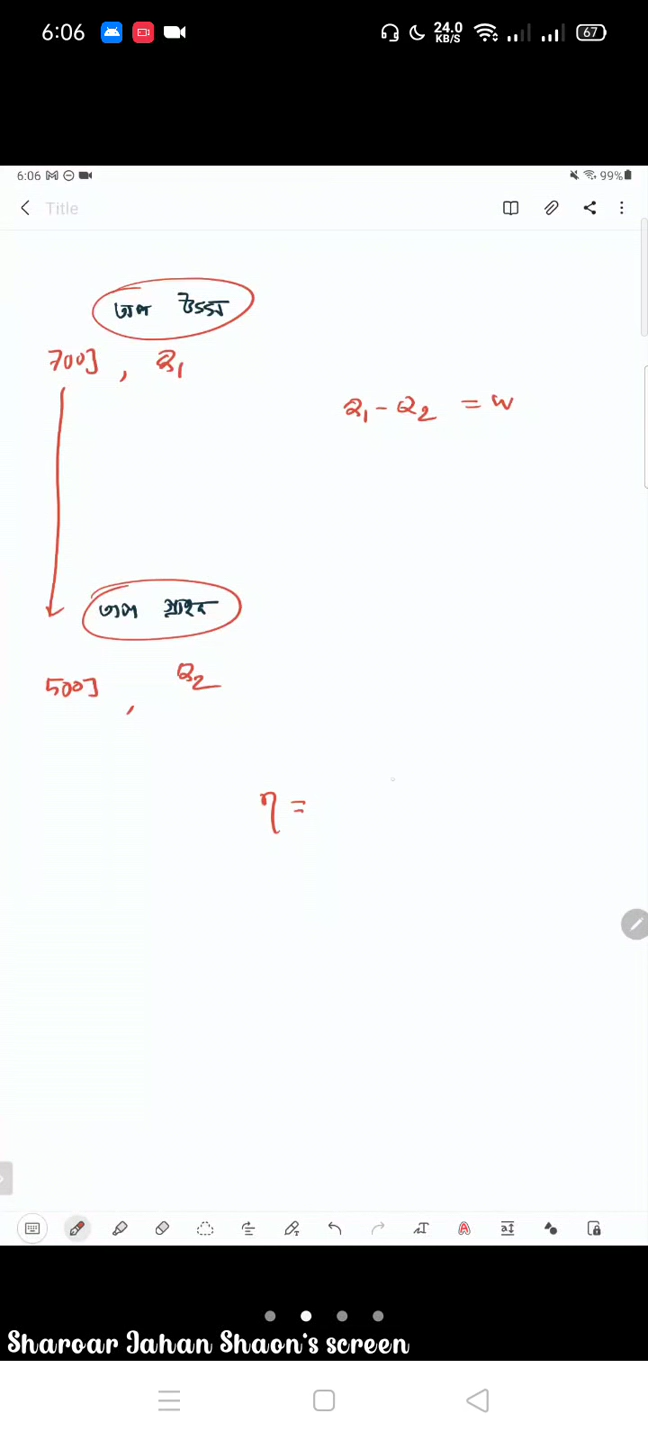 6:06
24.0 KB/S
67
6:06
99%
Title
তাপ উৎস
700J , Q₁
Q₁ - Q₂ = W
তাপ গ্রাহক
500J , Q₂
η =
Sharoar Jahan Shaon's screen